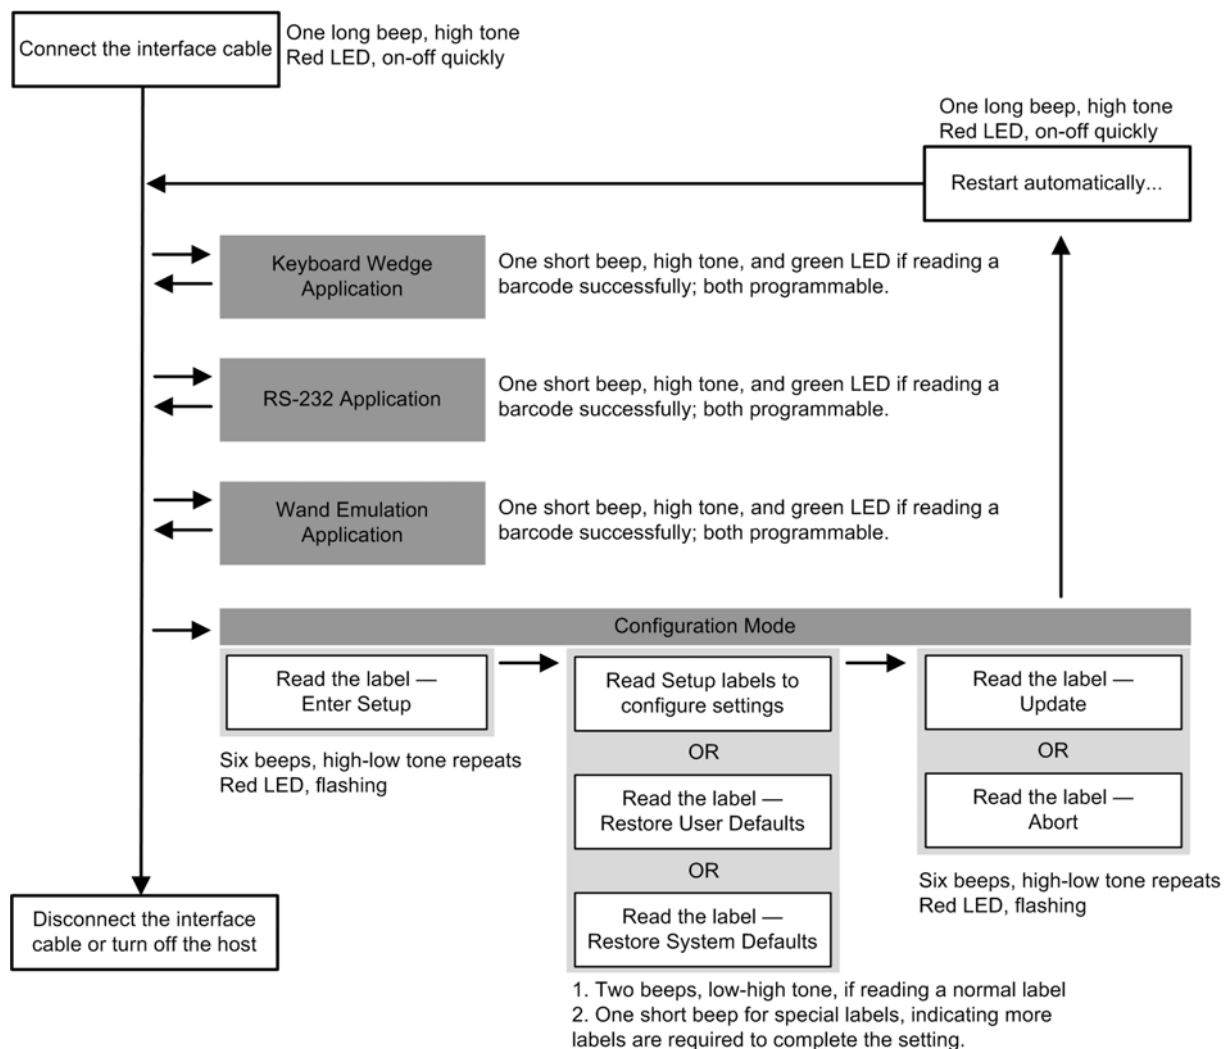 Connect the interface cable
One long beep, high tone
Red LED, on-off quickly
One long beep, high tone
Red LED, on-off quickly
Restart automatically...
Keyboard Wedge
Application
One short beep, high tone, and green LED if reading a
barcode successfully; both programmable.
RS-232 Application
One short beep, high tone, and green LED if reading a
barcode successfully; both programmable.
Wand Emulation
Application
One short beep, high tone, and green LED if reading a
barcode successfully; both programmable.
Configuration Mode
Read the label —
Enter Setup
Six beeps, high-low tone repeats
Red LED, flashing
Read Setup labels to
configure settings
OR
Read the label —
Restore User Defaults
OR
Read the label —
Restore System Defaults
1. Two beeps, low-high tone, if reading a normal label
2. One short beep for special labels, indicating more
labels are required to complete the setting.
Read the label —
Update
OR
Read the label —
Abort
Six beeps, high-low tone repeats
Red LED, flashing
Disconnect the interface
cable or turn off the host